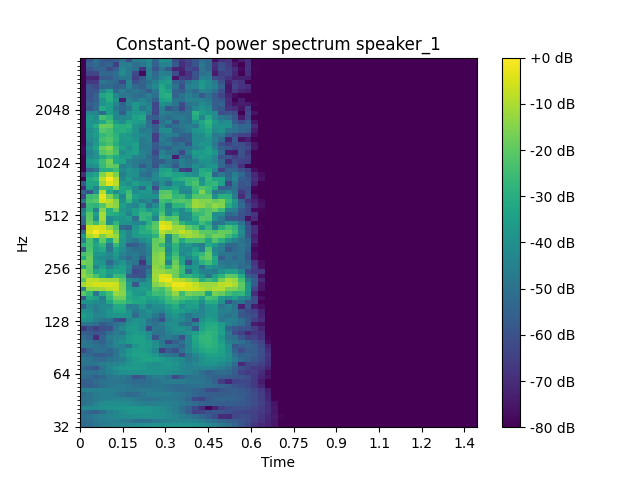 Constant-Q power spectrum speaker_1
Hz
2048
1024
512
256
128
64
32
0 0.15 0.3 0.45 0.6 0.75 0.9 1.1 1.2 1.4
Time
+0 dB
-10 dB
-20 dB
-30 dB
-40 dB
-50 dB
-60 dB
-70 dB
-80 dB